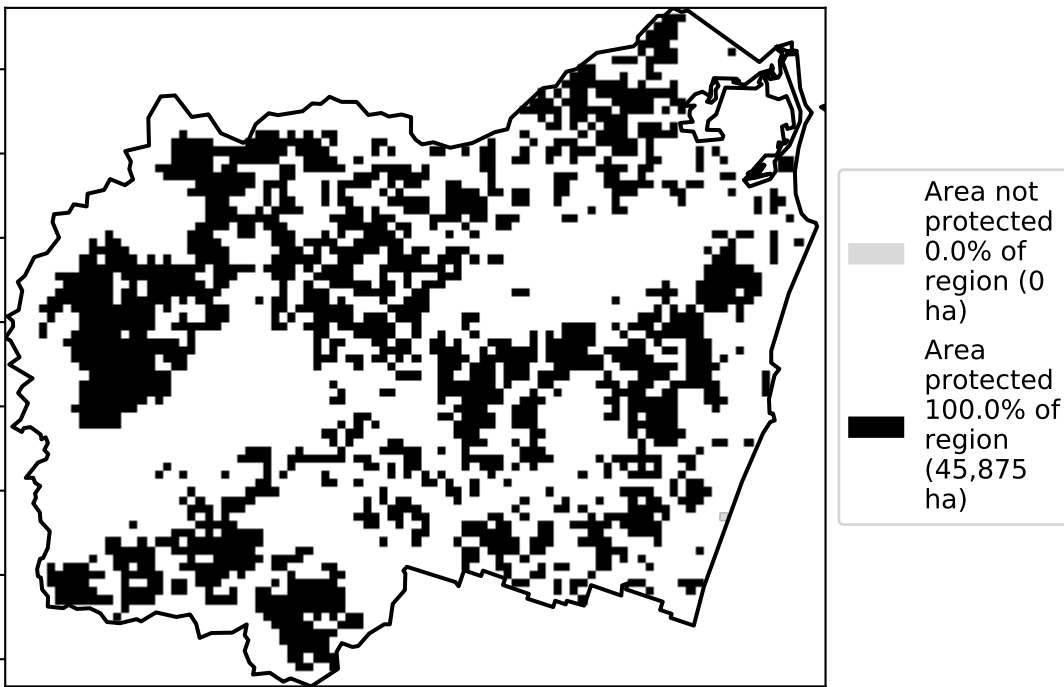 Area not
protected
0.0% of
region (0
ha)
Area
protected
100.0% of
region
(45,875
ha)